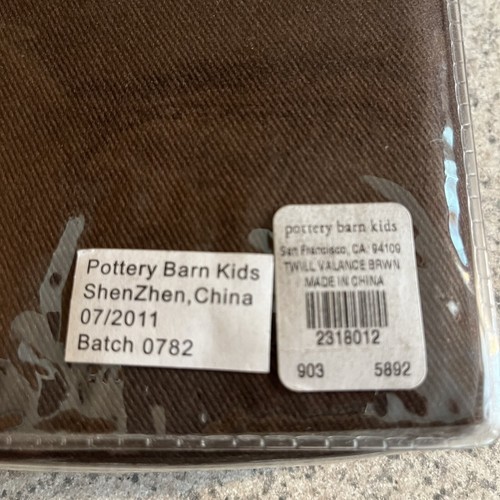 Pottery Barn Kids
ShenZhen,China
07/2011
Batch 0782
pottery barn kids
San Francisco, CA. 94109
TWILL VALANCE BRWN
MADE IN CHINA
2318012
903 5892